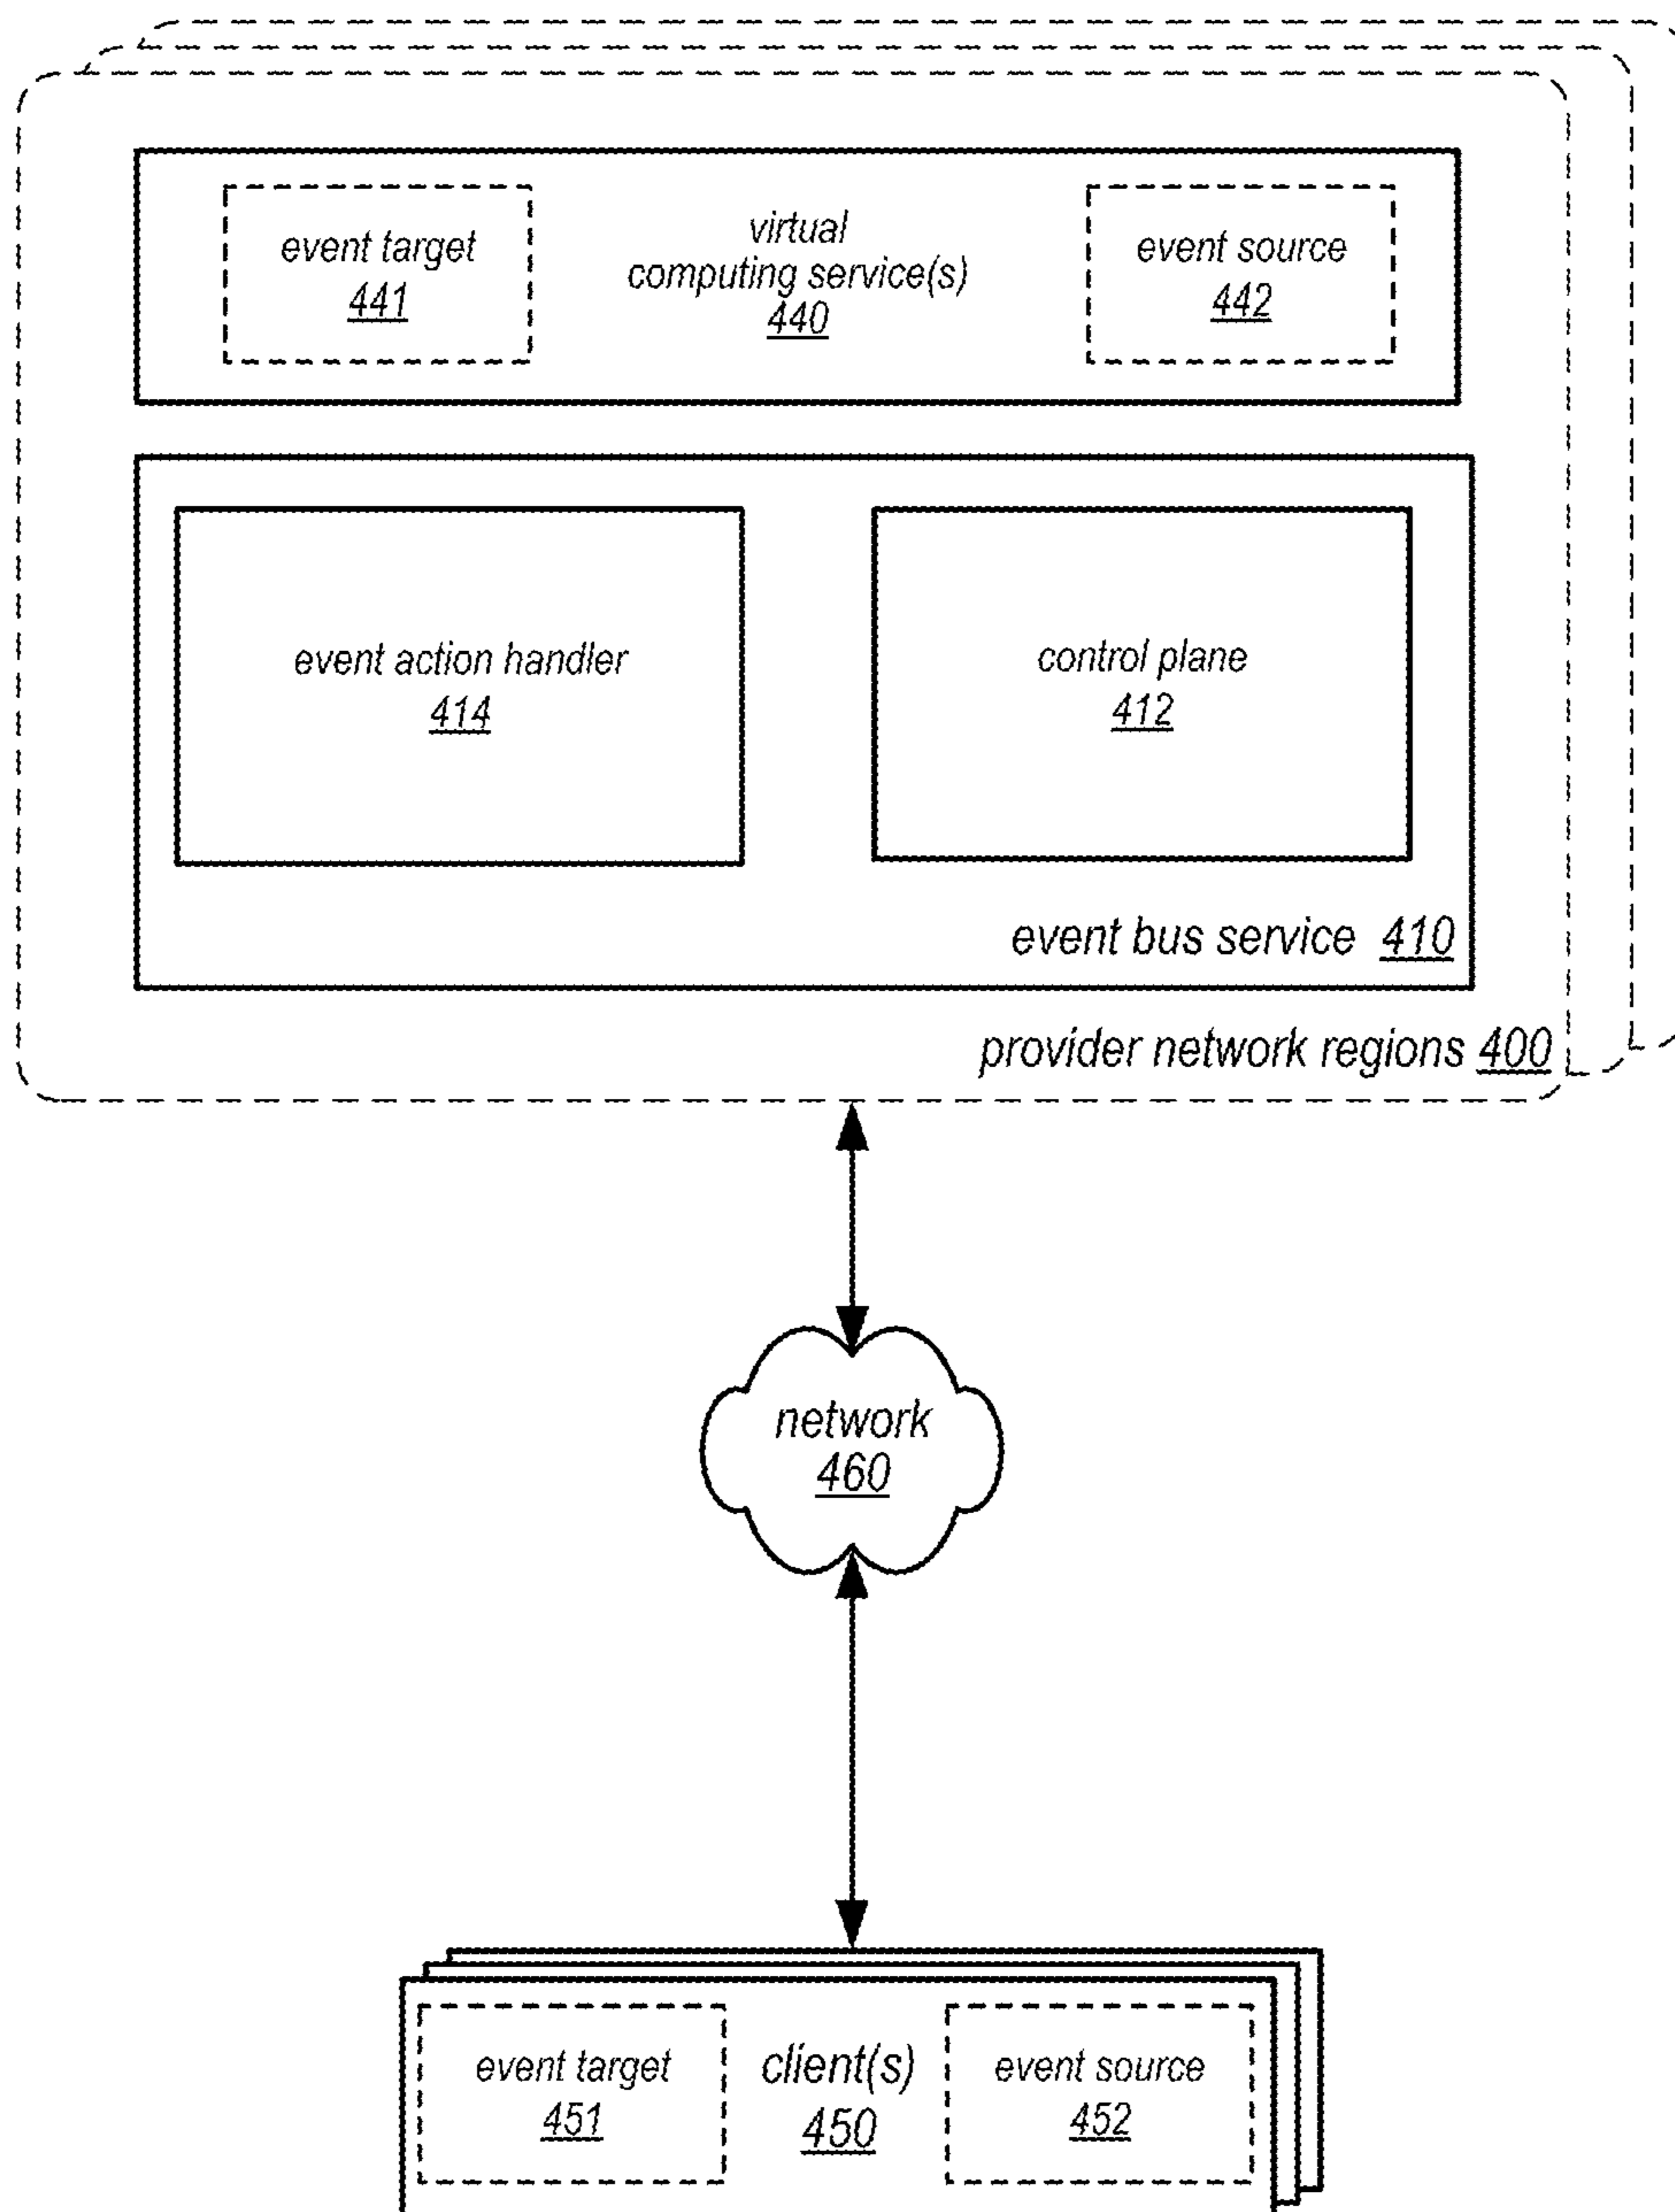 event target
441
virtual
computing service(s)
440
event source
442
event action handler
414
control plane
412
event bus service 410
provider network regions 400
network
460
event target
451
client(s)
450
event source
452